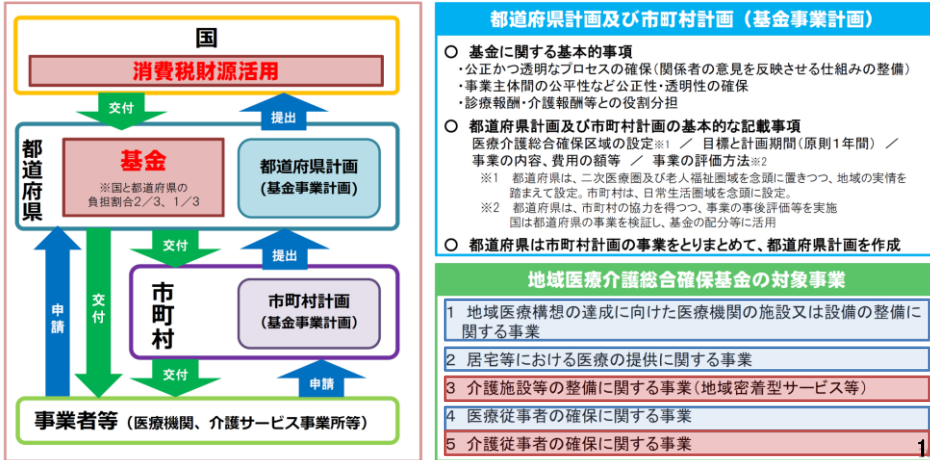 国
消費税財源活用
交付
提出
都道府県
基金
※国と都道府県の
負担割合2/3、1/3
都道府県計画
(基金事業計画)
申請
交付
交付
提出
市町村
市町村計画
(基金事業計画)
交付
申請
事業者等（医療機関、介護サービス事業所等）
都道府県計画及び市町村計画（基金事業計画）
○ 基金に関する基本的事項
・公正かつ透明なプロセスの確保(関係者の意見を反映させる仕組みの整備)
・事業主体間の公平性など公正性・透明性の確保
・診療報酬・介護報酬等との役割分担
○ 都道府県計画及び市町村計画の基本的な記載事項
医療介護総合確保区域の設定※1 ／ 目標と計画期間(原則1年間) ／
事業の内容、費用の額等 ／ 事業の評価方法※2
※1 都道府県は、二次医療圏及び老人福祉圏域を念頭に置きつつ、地域の実情を
踏まえて設定。市町村は、日常生活圏域を念頭に設定。
※2 都道府県は、市町村の協力を得つつ、事業の事後評価等を実施
国は都道府県の事業を検証し、基金の配分等に活用
○ 都道府県は市町村計画の事業をとりまとめて、都道府県計画を作成
地域医療介護総合確保基金の対象事業
1 地域医療構想の達成に向けた医療機関の施設又は設備の整備に
関する事業
2 居宅等における医療の提供に関する事業
3 介護施設等の整備に関する事業(地域密着型サービス等)
4 医療従事者の確保に関する事業
5 介護従事者の確保に関する事業
1